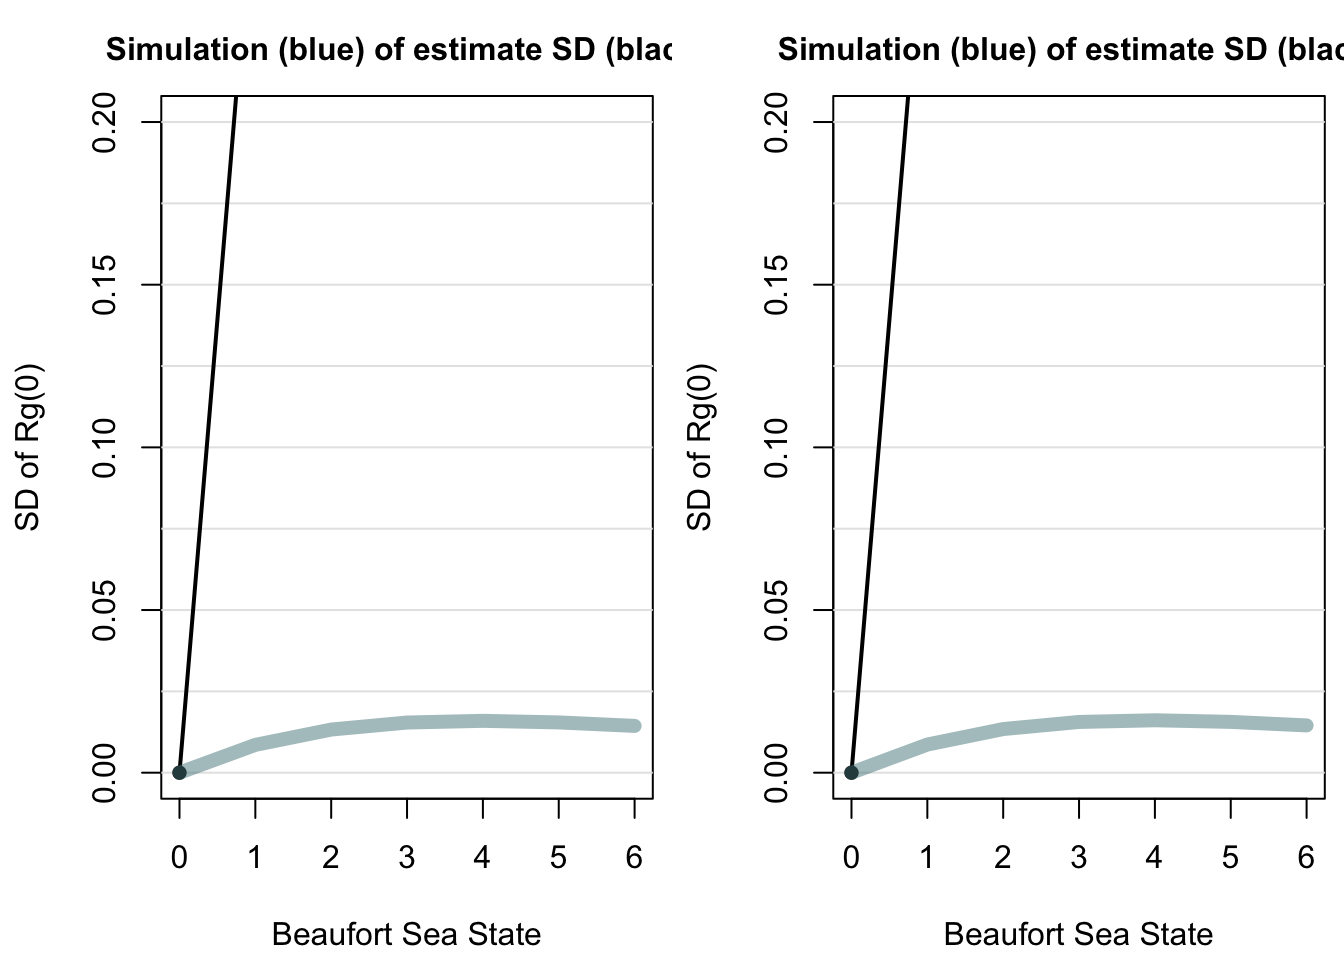 Simulation (blue) of estimate SD (blac
SD of Rg(0)
0.20
0.15
0.10
0.05
0.00
0 1 2 3 4 5 6
Beaufort Sea State
Simulation (blue) of estimate SD (blac
SD of Rg(0)
0.20
0.15
0.10
0.05
0.00
0 1 2 3 4 5 6
Beaufort Sea State